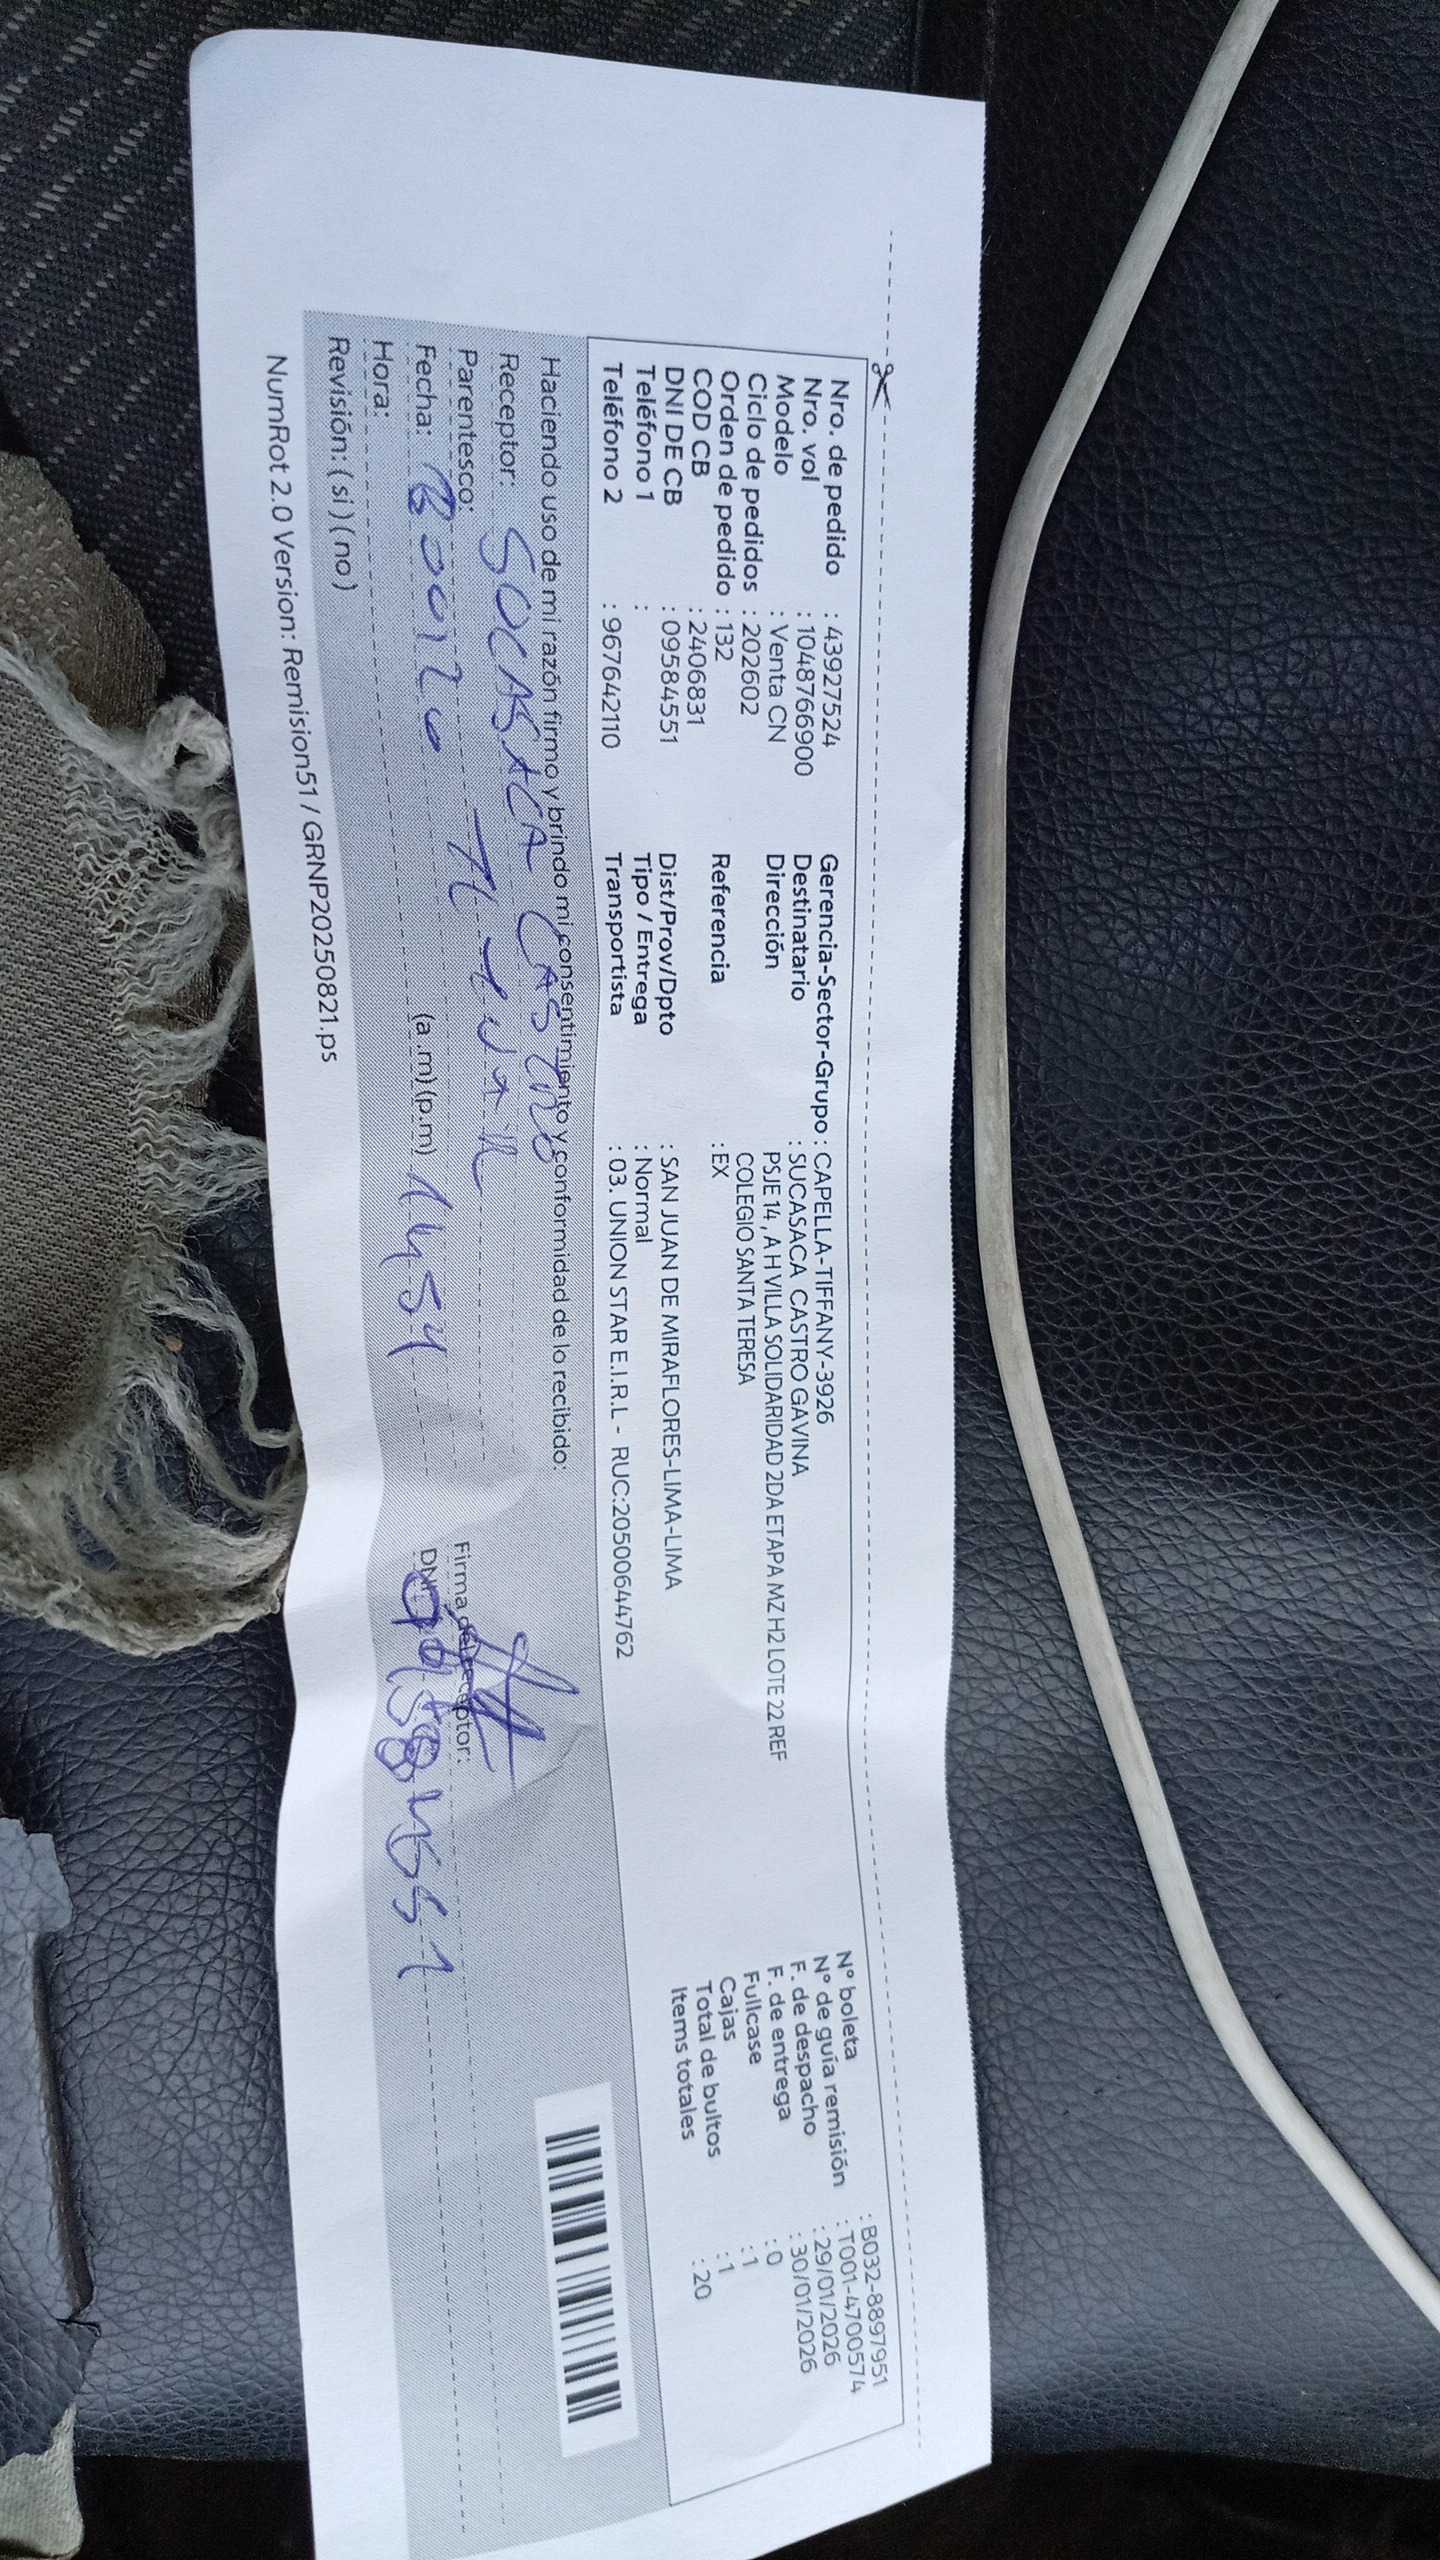 Nro. de pedido : 43927524
Nro. vol : 1048766900
Modelo : Venta CN
Ciclo de pedidos : 202602
Orden de pedido : 132
COD CB : 2406831
DNI DE CB : 09584551
Teléfono 1 :
Teléfono 2 : 967642110
Gerencia-Sector-Grupo : CAPELLA-TIFFANY-3926
Destinatario : SUCASACA CASTRO GAVINA
Dirección PSJE 14 , A H VILLA SOLIDARIDAD 2DA ETAPA MZ H2 LOTE 22 REF
COLEGIO SANTA TERESA
Referencia : EX
Dist/Prov/Dpto : SAN JUAN DE MIRAFLORES-LIMA-LIMA
Tipo / Entrega : Normal
Transportista : 03. UNION STAR E.I.R.L - RUC:20500644762
N° boleta : B032-8897951
N° de guía remisión : T001-4700574
F. de despacho : 29/01/2026
F. de entrega : 30/01/2026
Fullcase : 0
Cajas : 1
Total de bultos : 1
Items totales : 20
Haciendo uso de mi razón firmo y brindo mi consentimiento y conformidad de lo recibido:
Receptor: SUCASACA CASTRO
Parentesco:
Fecha:
Hora: (a.m)(p.m) 1454
Revisión: (si) (no)
Firma del receptor:
DNI: 09584551
NumRot 2.0 Version: Remision51 / GRNP20250821.ps